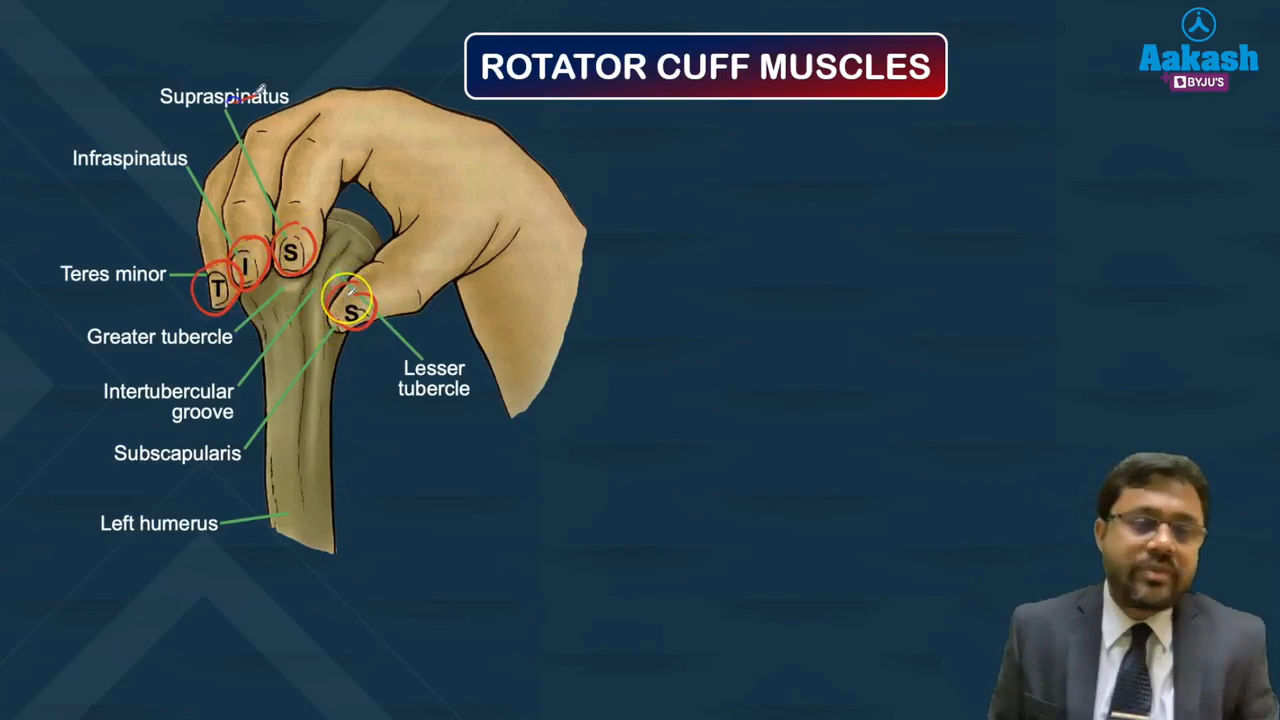 ROTATOR CUFF MUSCLES
Aakash
BYJU'S
Supraspinatus
Infraspinatus
S
I
T
S
Teres minor
Greater tubercle
Intertubercular
groove
Lesser
tubercle
Subscapularis
Left humerus